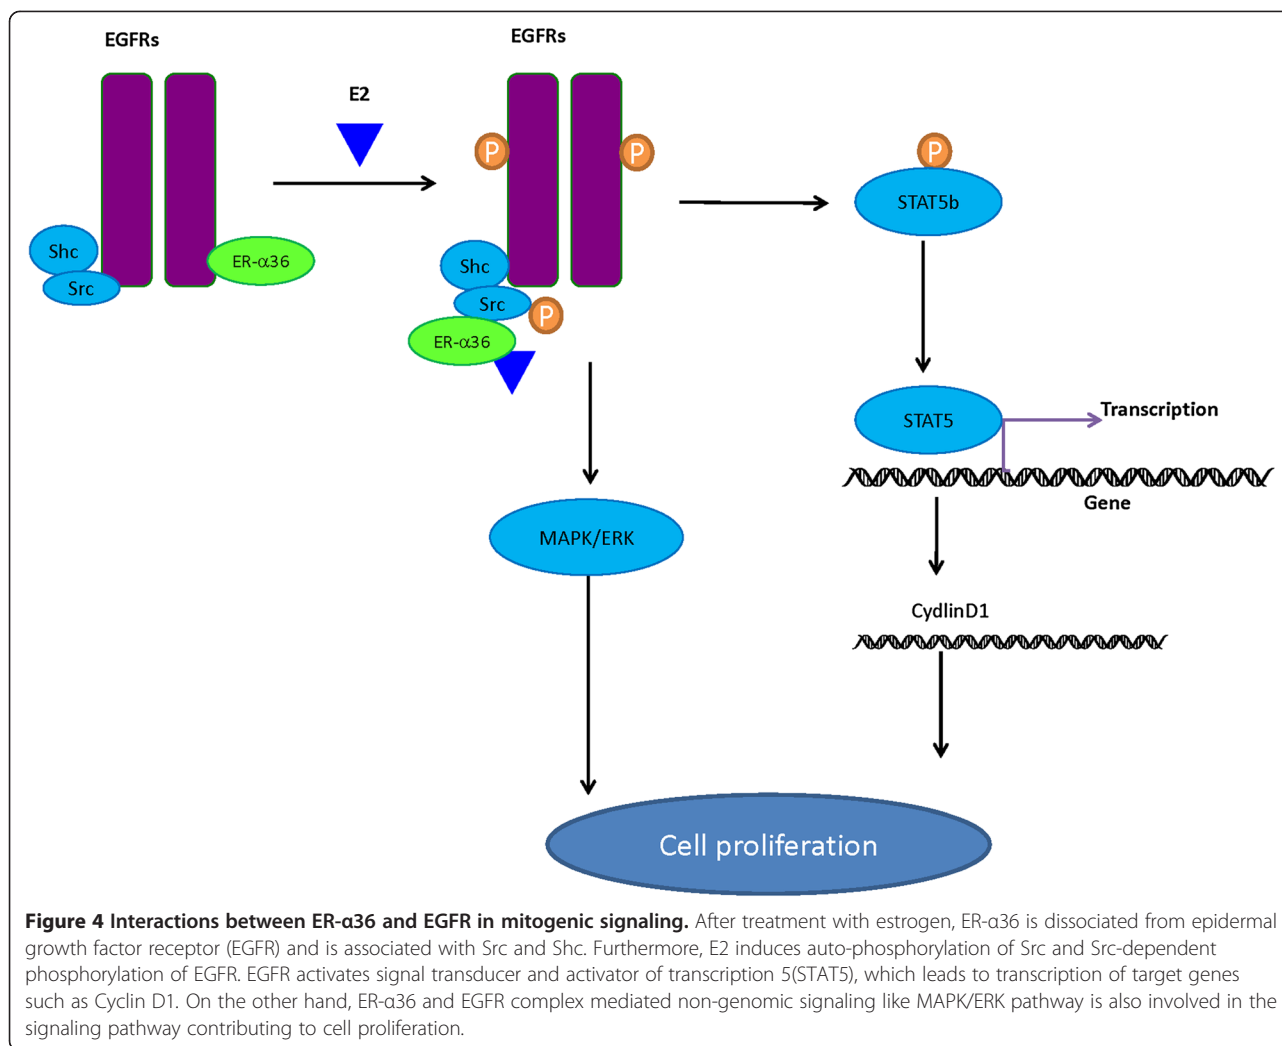 EGFRs
EGFRs
E2
P
P
P
STAT5b
Shc
Src
ER-α36
Shc
Src
P
ER-α36
STAT5
Transcription
Gene
MAPK/ERK
CydlinD1
Cell proliferation
Figure 4 Interactions between ER-α36 and EGFR in mitogenic signaling. After treatment with estrogen, ER-α36 is dissociated from epidermal
growth factor receptor (EGFR) and is associated with Src and Shc. Furthermore, E2 induces auto-phosphorylation of Src and Src-dependent
phosphorylation of EGFR. EGFR activates signal transducer and activator of transcription 5(STAT5), which leads to transcription of target genes
such as Cyclin D1. On the other hand, ER-α36 and EGFR complex mediated non-genomic signaling like MAPK/ERK pathway is also involved in the
signaling pathway contributing to cell proliferation.